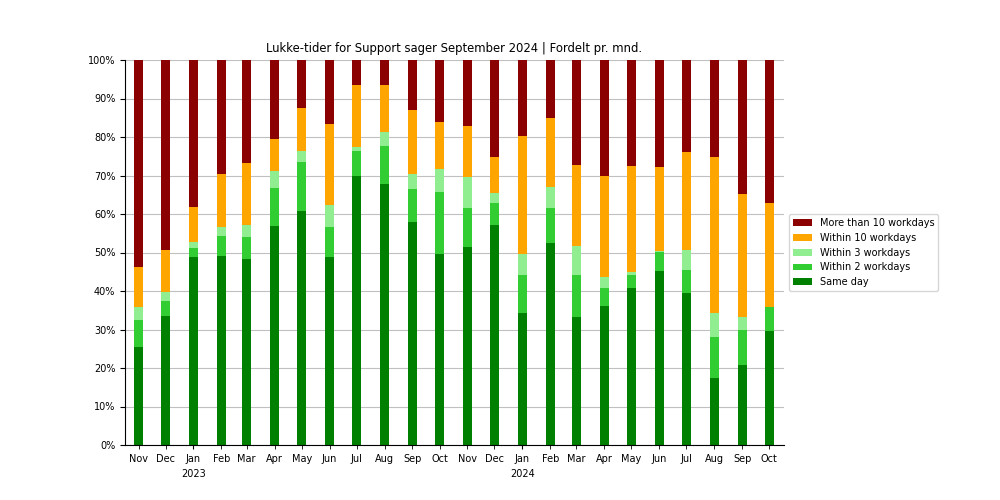 Lukke-tider for Support sager September 2024 | Fordelt pr. mnd.
100%
90%
80%
70%
60%
50%
40%
30%
20%
10%
0%
Nov Dec Jan Feb Mar Apr May Jun Jul Aug Sep Oct Nov Dec Jan Feb Mar Apr May Jun Jul Aug Sep Oct
2023 2024
More than 10 workdays
Within 10 workdays
Within 3 workdays
Within 2 workdays
Same day